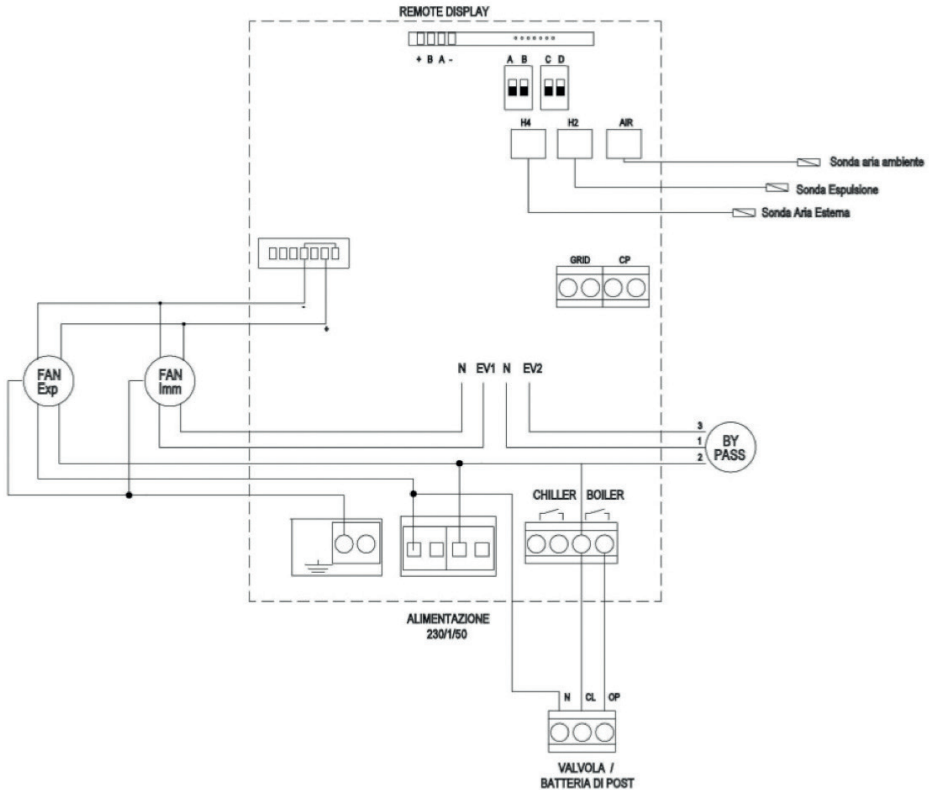 REMOTE DISPLAY
+ B A -
A B C D
H4 H2 AIR
Sonda aria ambiente
Sonda Espulsione
Sonda Aria Esterna
GRID CP
-
+
FAN Exp
FAN Imm
N EV1 N EV2
3
1
2
BY PASS
CHILLER BOILER
ALIMENTAZIONE
230/1/50
N CL OP
VALVOLA /
BATTERIA DI POST